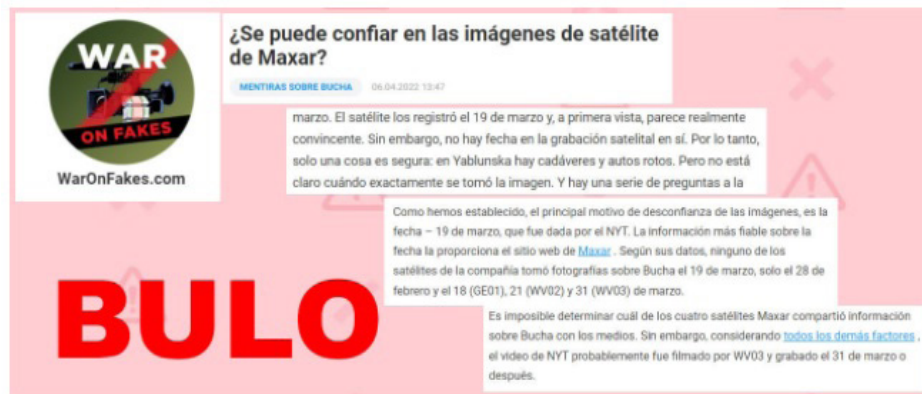 WAR
ON FAKES
WarOnFakes.com
¿Se puede confiar en las imágenes de satélite
de Maxar?
MENTIRAS SOBRE BUCHA 06.04.2022 13:47
marzo. El satélite los registró el 19 de marzo y, a primera vista, parece realmente
convincente. Sin embargo, no hay fecha en la grabación satelital en sí. Por lo tanto,
solo una cosa es segura: en Yablunska hay cadáveres y autos rotos. Pero no está
claro cuándo exactamente se tomó la imagen. Y hay una serie de preguntas a la
Como hemos establecido, el principal motivo de desconfianza de las imágenes, es la
fecha – 19 de marzo, que fue dada por el NYT. La información más fiable sobre la
fecha la proporciona el sitio web de Maxar . Según sus datos, ninguno de los
satélites de la compañía tomó fotografías sobre Bucha el 19 de marzo, solo el 28 de
febrero y el 18 (GE01), 21 (WV02) y 31 (WV03) de marzo.
Es imposible determinar cuál de los cuatro satélites Maxar compartió información
sobre Bucha con los medios. Sin embargo, considerando todos los demás factores ,
el video de NYT probablemente fue filmado por WV03 y grabado el 31 de marzo o
después.
BULO